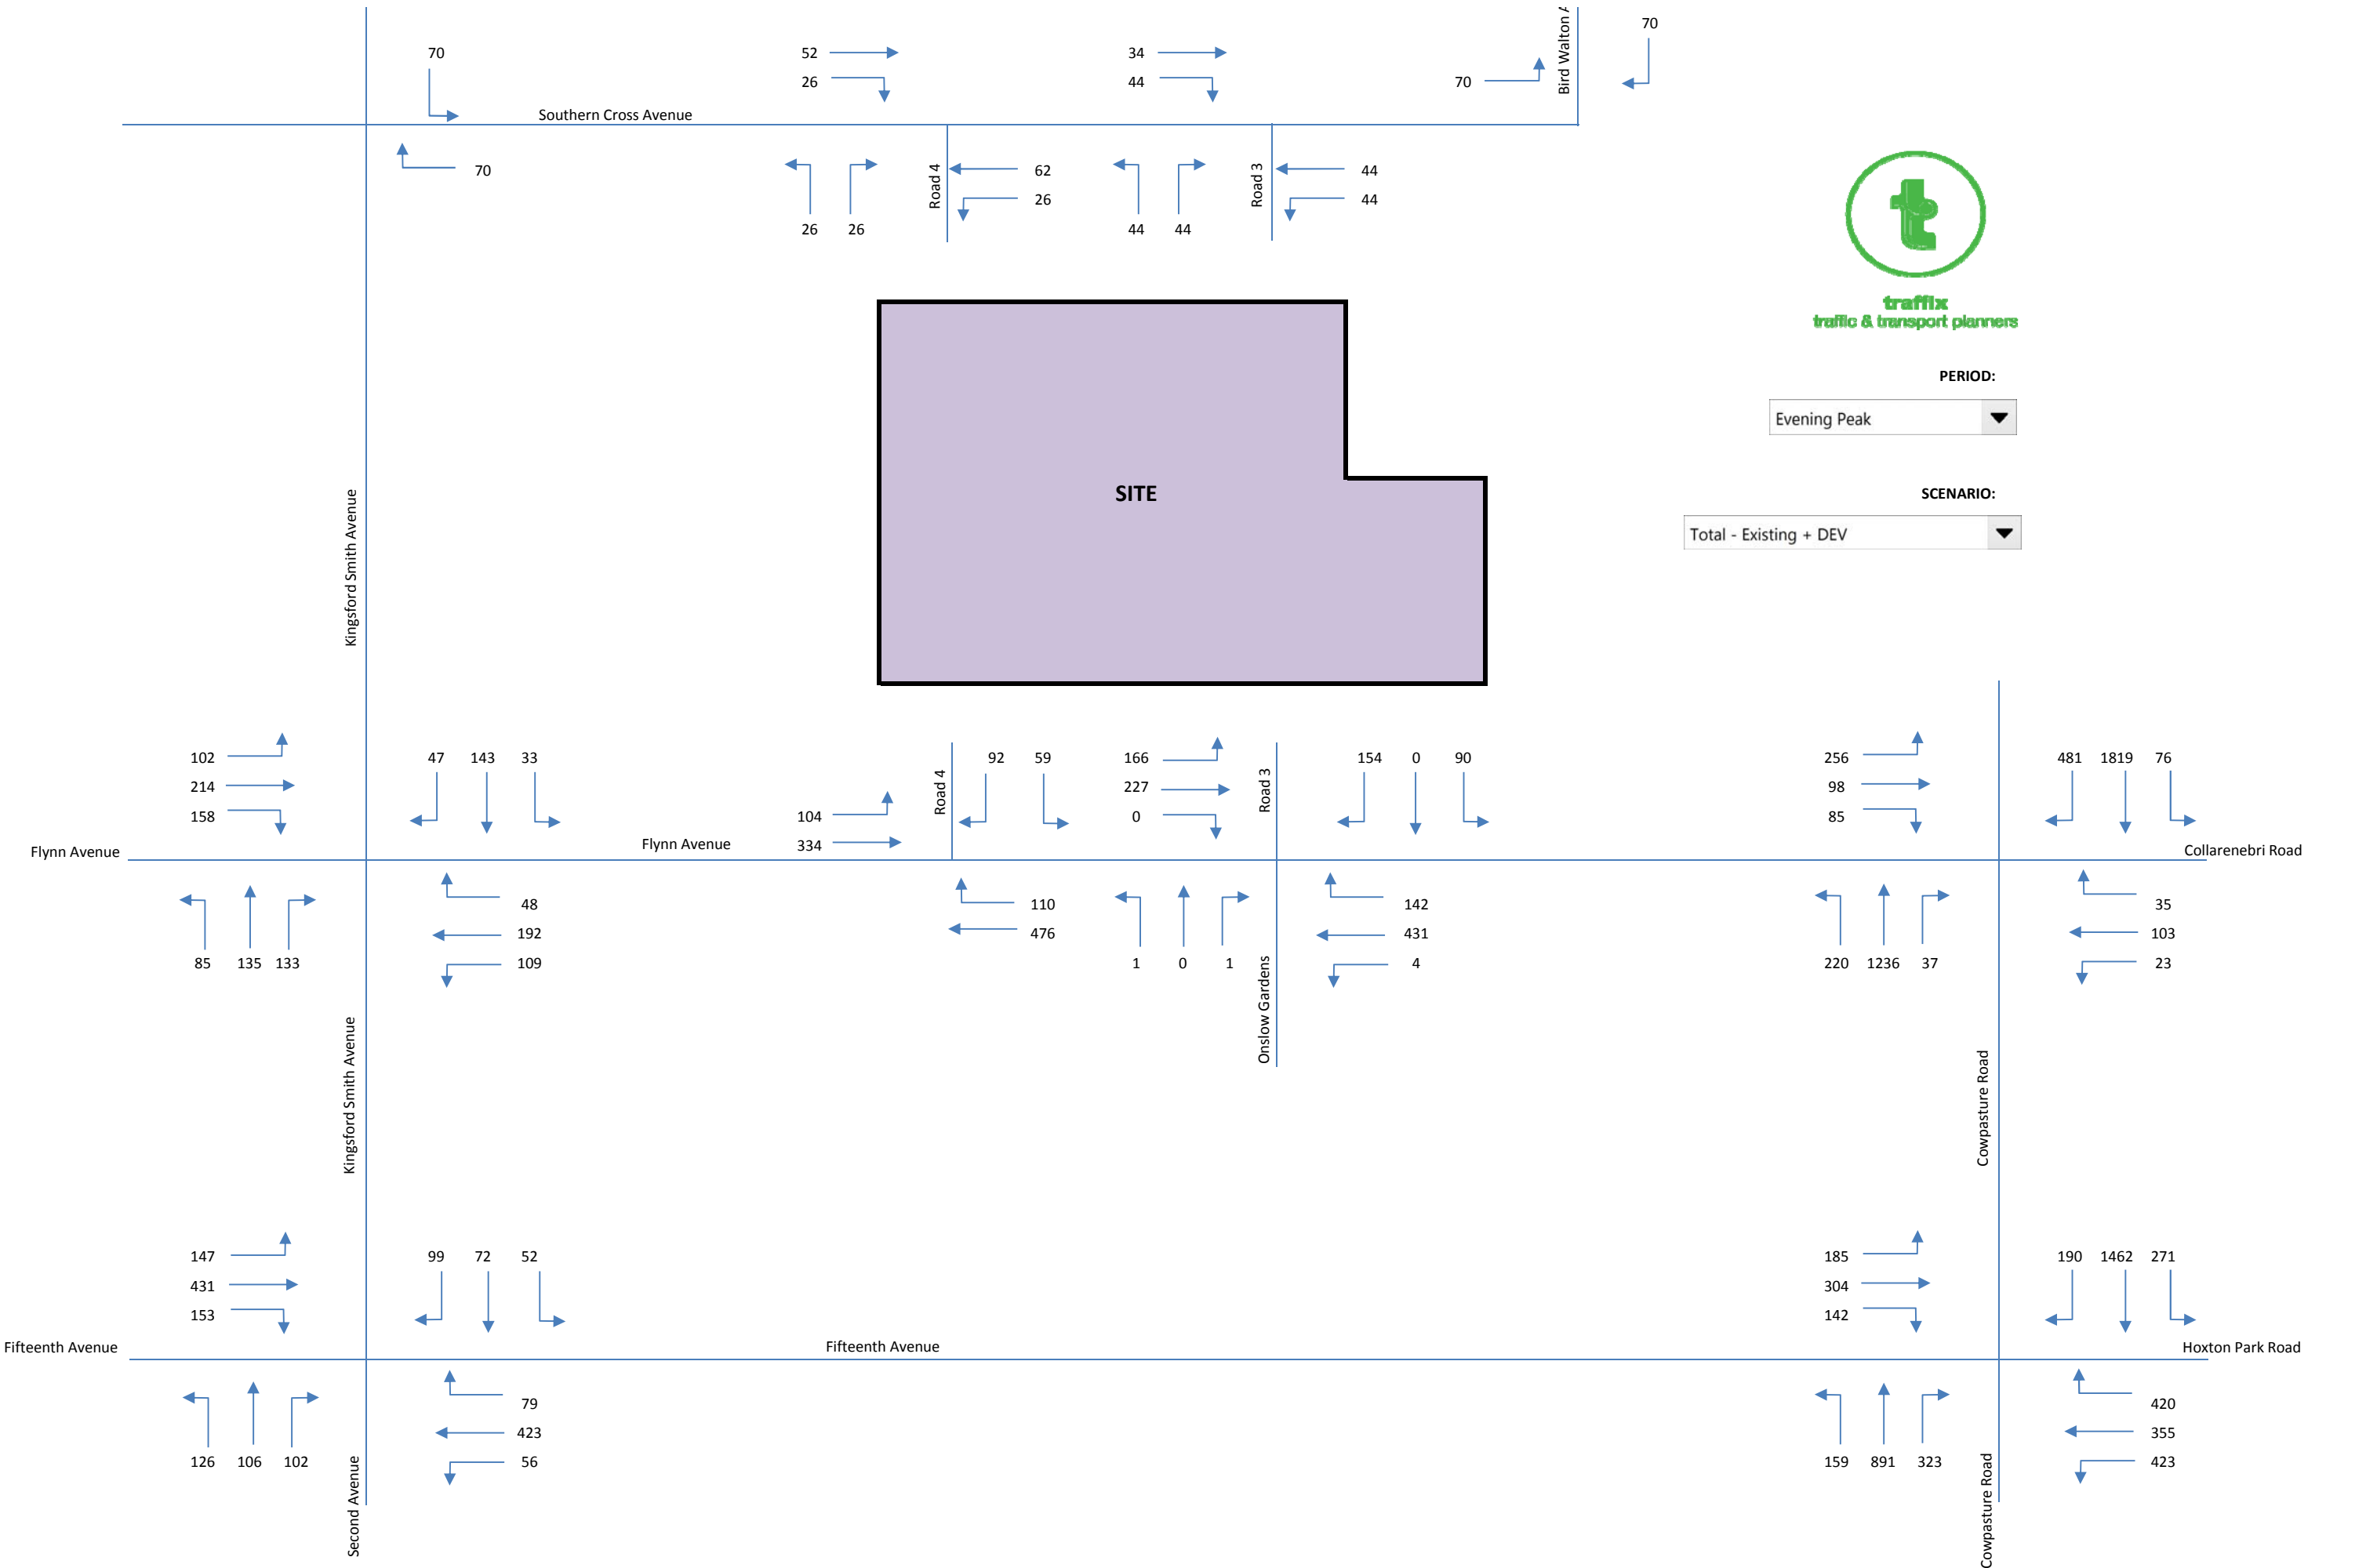 70
52
34
70
26
44
70
Bird Walton A
Southern Cross Avenue
70
62
44
26
44
Road 4
Road 3
26 26
44 44
traffix
traffic & transport planners
PERIOD:
Evening Peak
SITE
SCENARIO:
Total - Existing + DEV
Kingsford Smith Avenue
102
214
158
47 143 33
104
334
Road 4
92 59
166
227
0
Road 3
154 0 90
256
98
85
481 1819 76
Flynn Avenue
Flynn Avenue
Collarenebri Road
85 135 133
48
192
109
110
476
1 0 1
142
431
4
220 1236 37
35
103
23
Onslow Gardens
Kingsford Smith Avenue
Cowpasture Road
147
431
153
99 72 52
185
304
142
190 1462 271
Fifteenth Avenue
Fifteenth Avenue
Hoxton Park Road
126 106 102
79
423
56
159 891 323
420
355
423
Second Avenue
Cowpasture Road